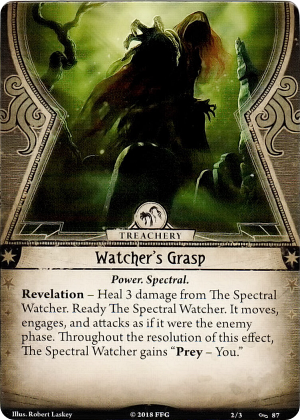 TREACHERY
Watcher's Grasp
Power. Spectral.
Revelation – Heal 3 damage from The Spectral
Watcher. Ready The Spectral Watcher. It moves,
engages, and attacks as if it were the enemy
phase. Throughout the resolution of this effect,
The Spectral Watcher gains "Prey – You."
Illus. Robert Laskey © 2018 FFG 2/3 87